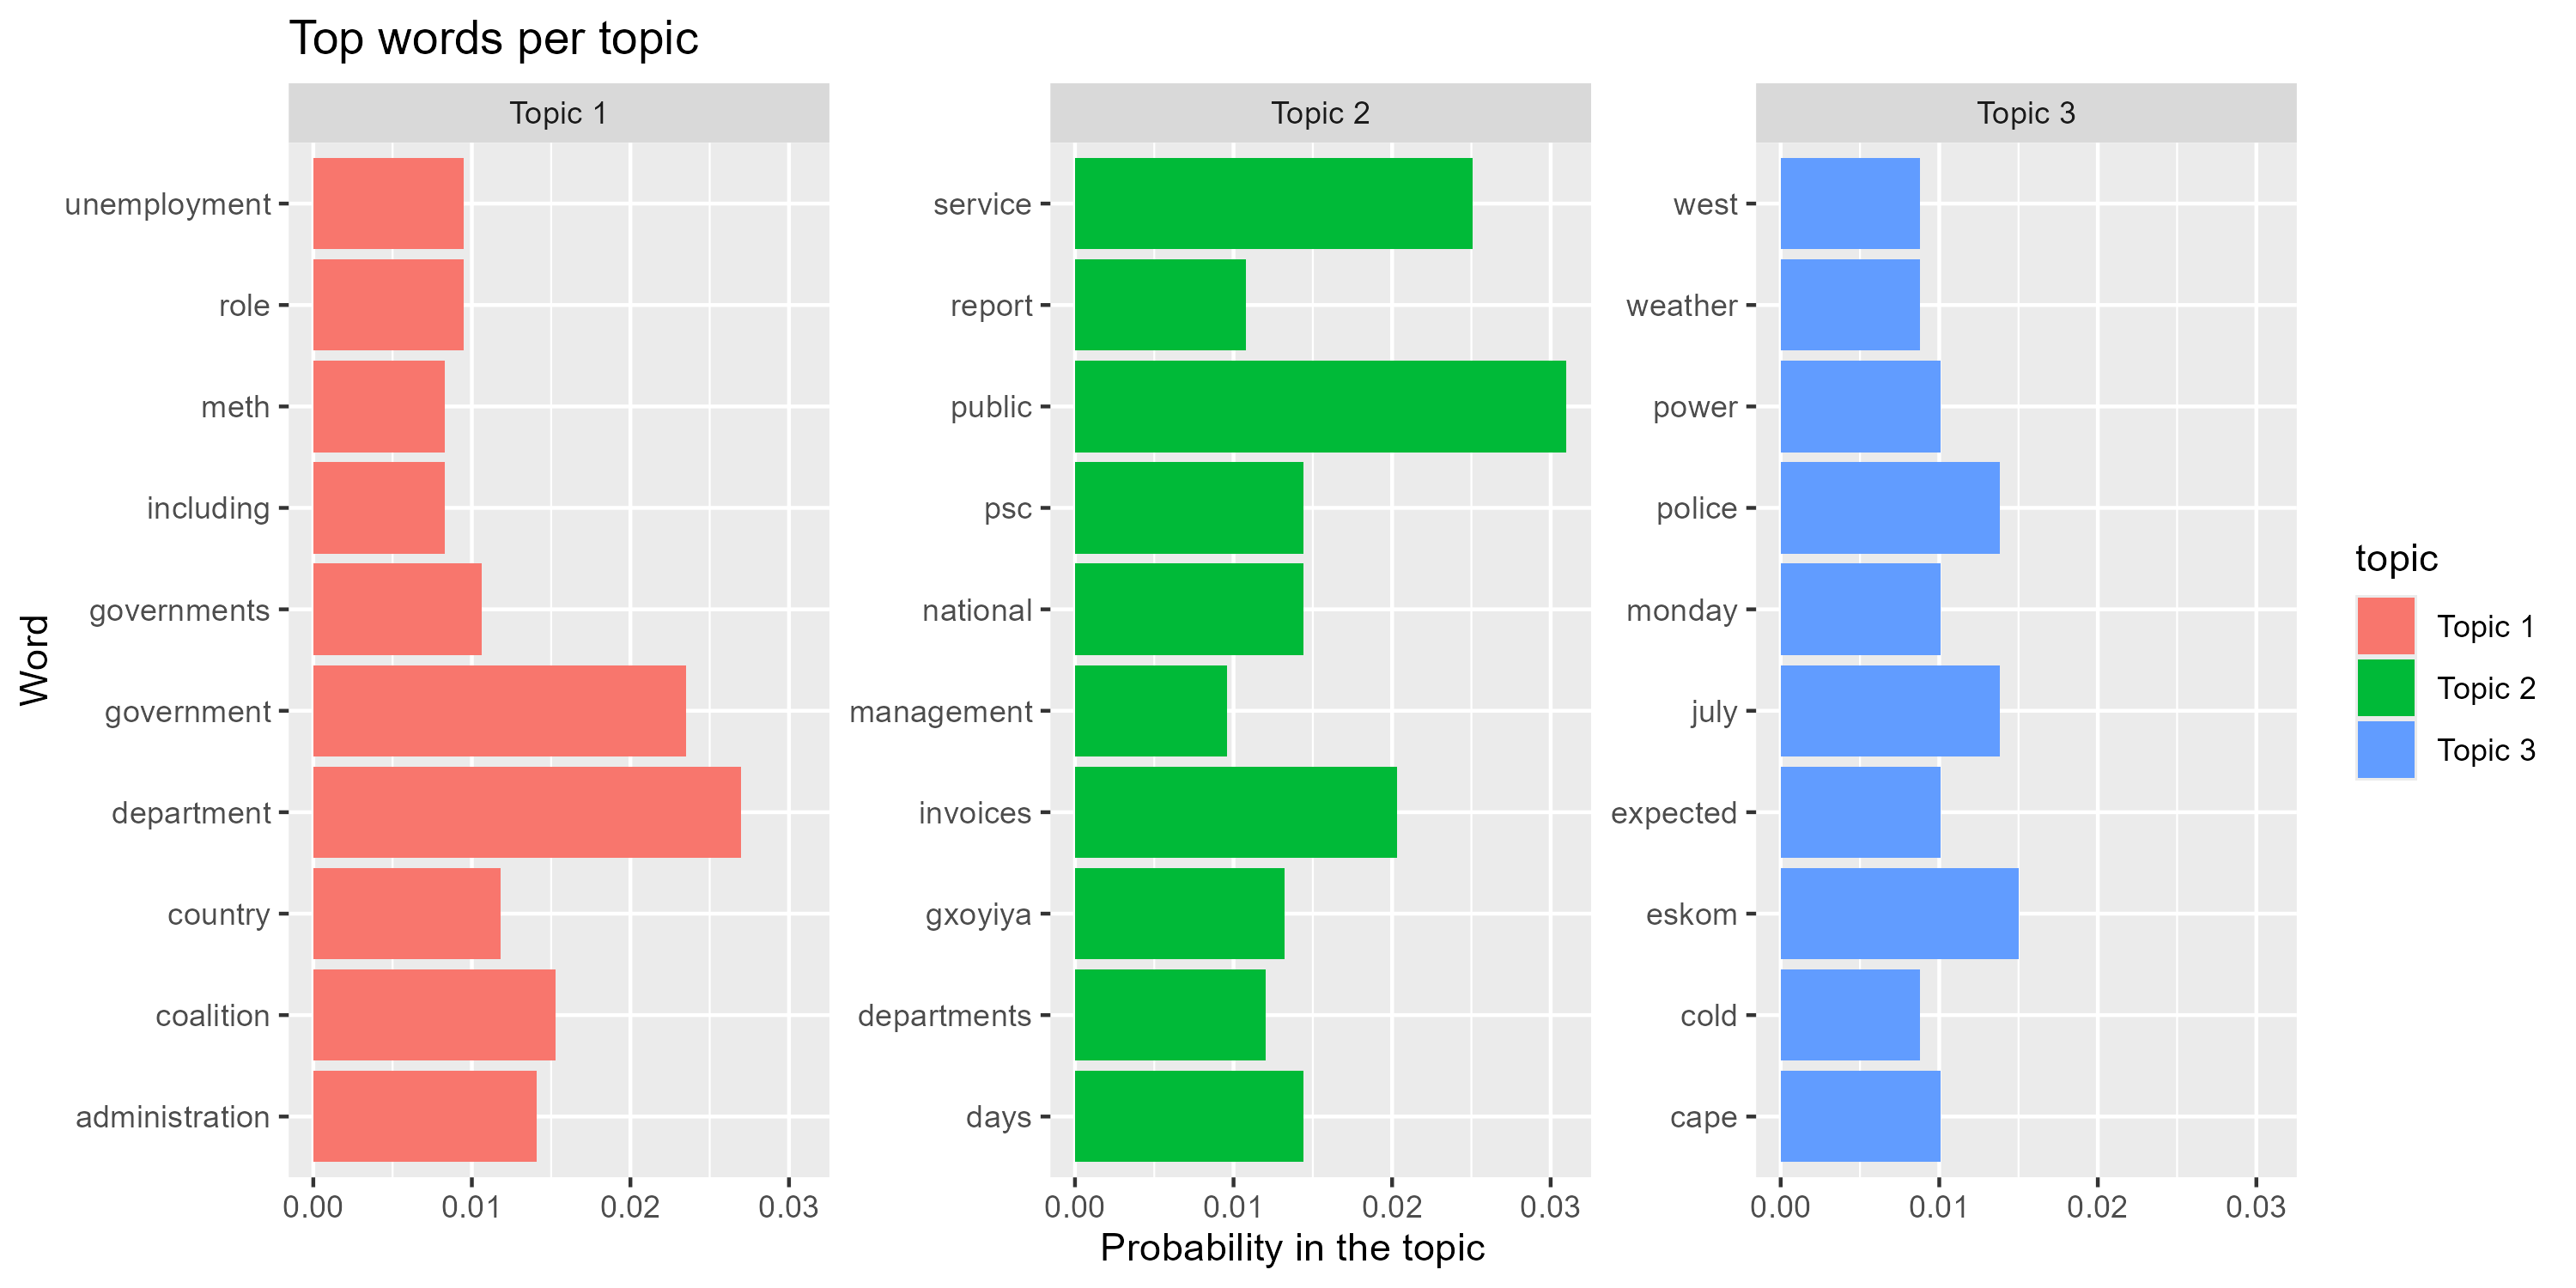 Top words per topic
Topic 1
Topic 2
Topic 3
Word
unemployment
role
meth
including
governments
government
department
country
coalition
administration
0.00 0.01 0.02 0.03
service
report
public
psc
national
management
invoices
gxoyiya
departments
days
0.00 0.01 0.02 0.03
west
weather
power
police
monday
july
expected
eskom
cold
cape
0.00 0.01 0.02 0.03
Probability in the topic
topic
Topic 1
Topic 2
Topic 3